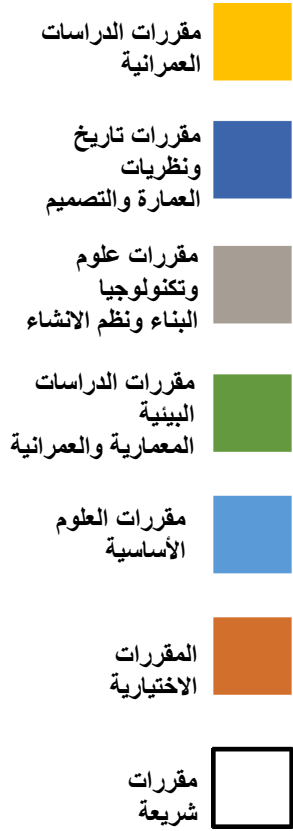 مقررات الدراسات
العمرانية
مقررات تاريخ
ونظريات
العمارة والتصميم
مقررات علوم
وتكنولوجيا
البناء ونظم الانشاء
مقررات الدراسات
البيئية
المعمارية والعمرانية
مقررات العلوم
الأساسية
المقررات
الاختيارية
مقررات
شريعة